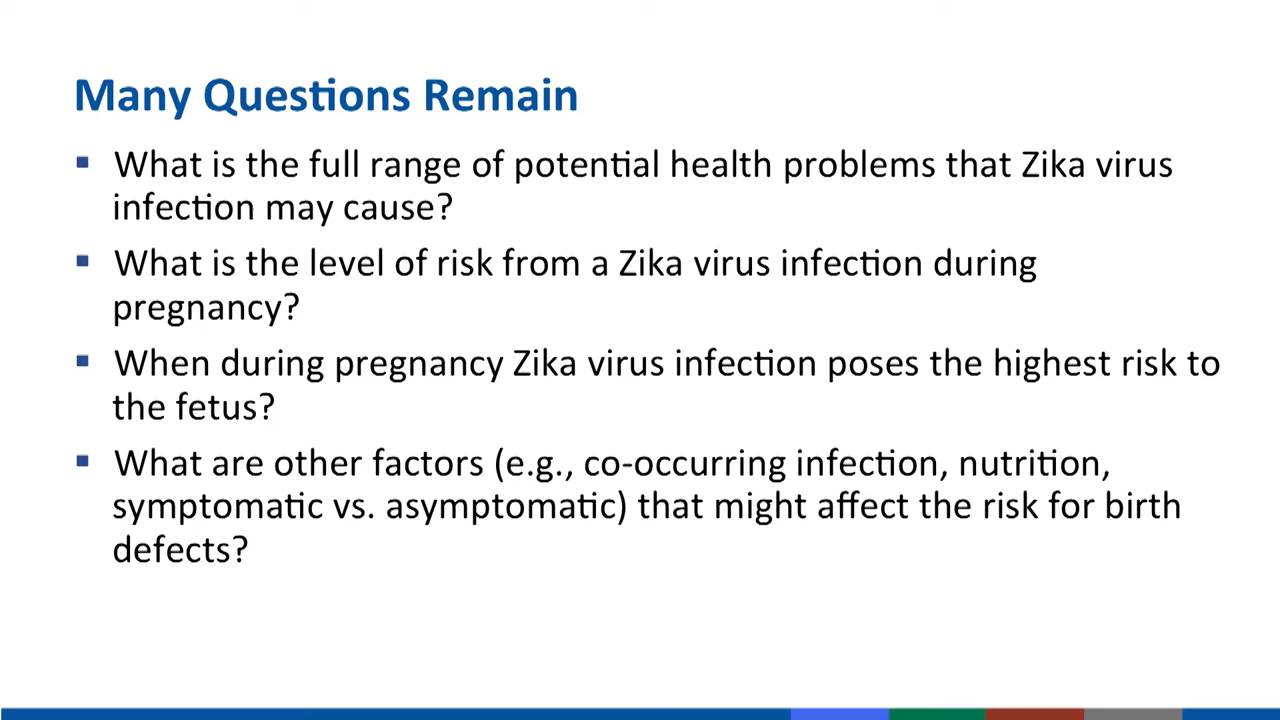 Many Questions Remain
▪ What is the full range of potential health problems that Zika virus
infection may cause?
▪ What is the level of risk from a Zika virus infection during
pregnancy?
▪ When during pregnancy Zika virus infection poses the highest risk to
the fetus?
▪ What are other factors (e.g., co-occurring infection, nutrition,
symptomatic vs. asymptomatic) that might affect the risk for birth
defects?